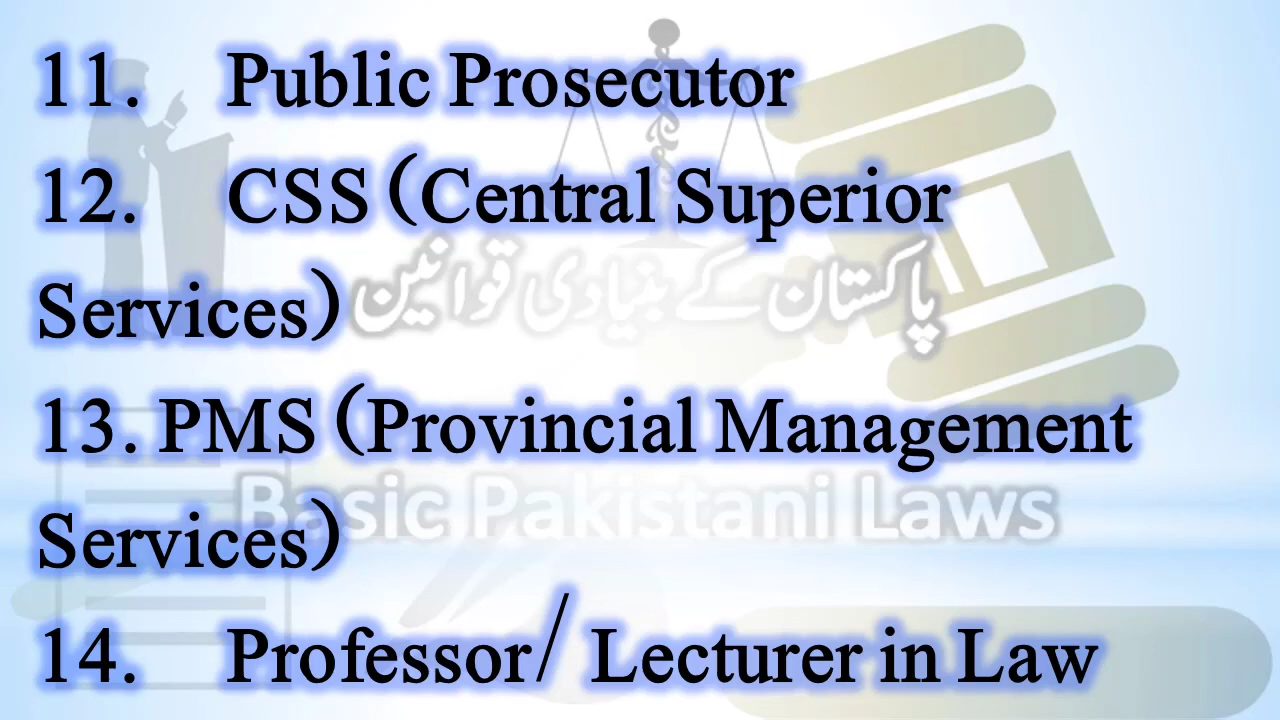 11. Public Prosecutor
12. CSS (Central Superior
Services)
پاکستان کے بنیادی قوانین
13. PMS (Provincial Management
Basic Pakistani Laws
Services)
14. Professor/ Lecturer in Law